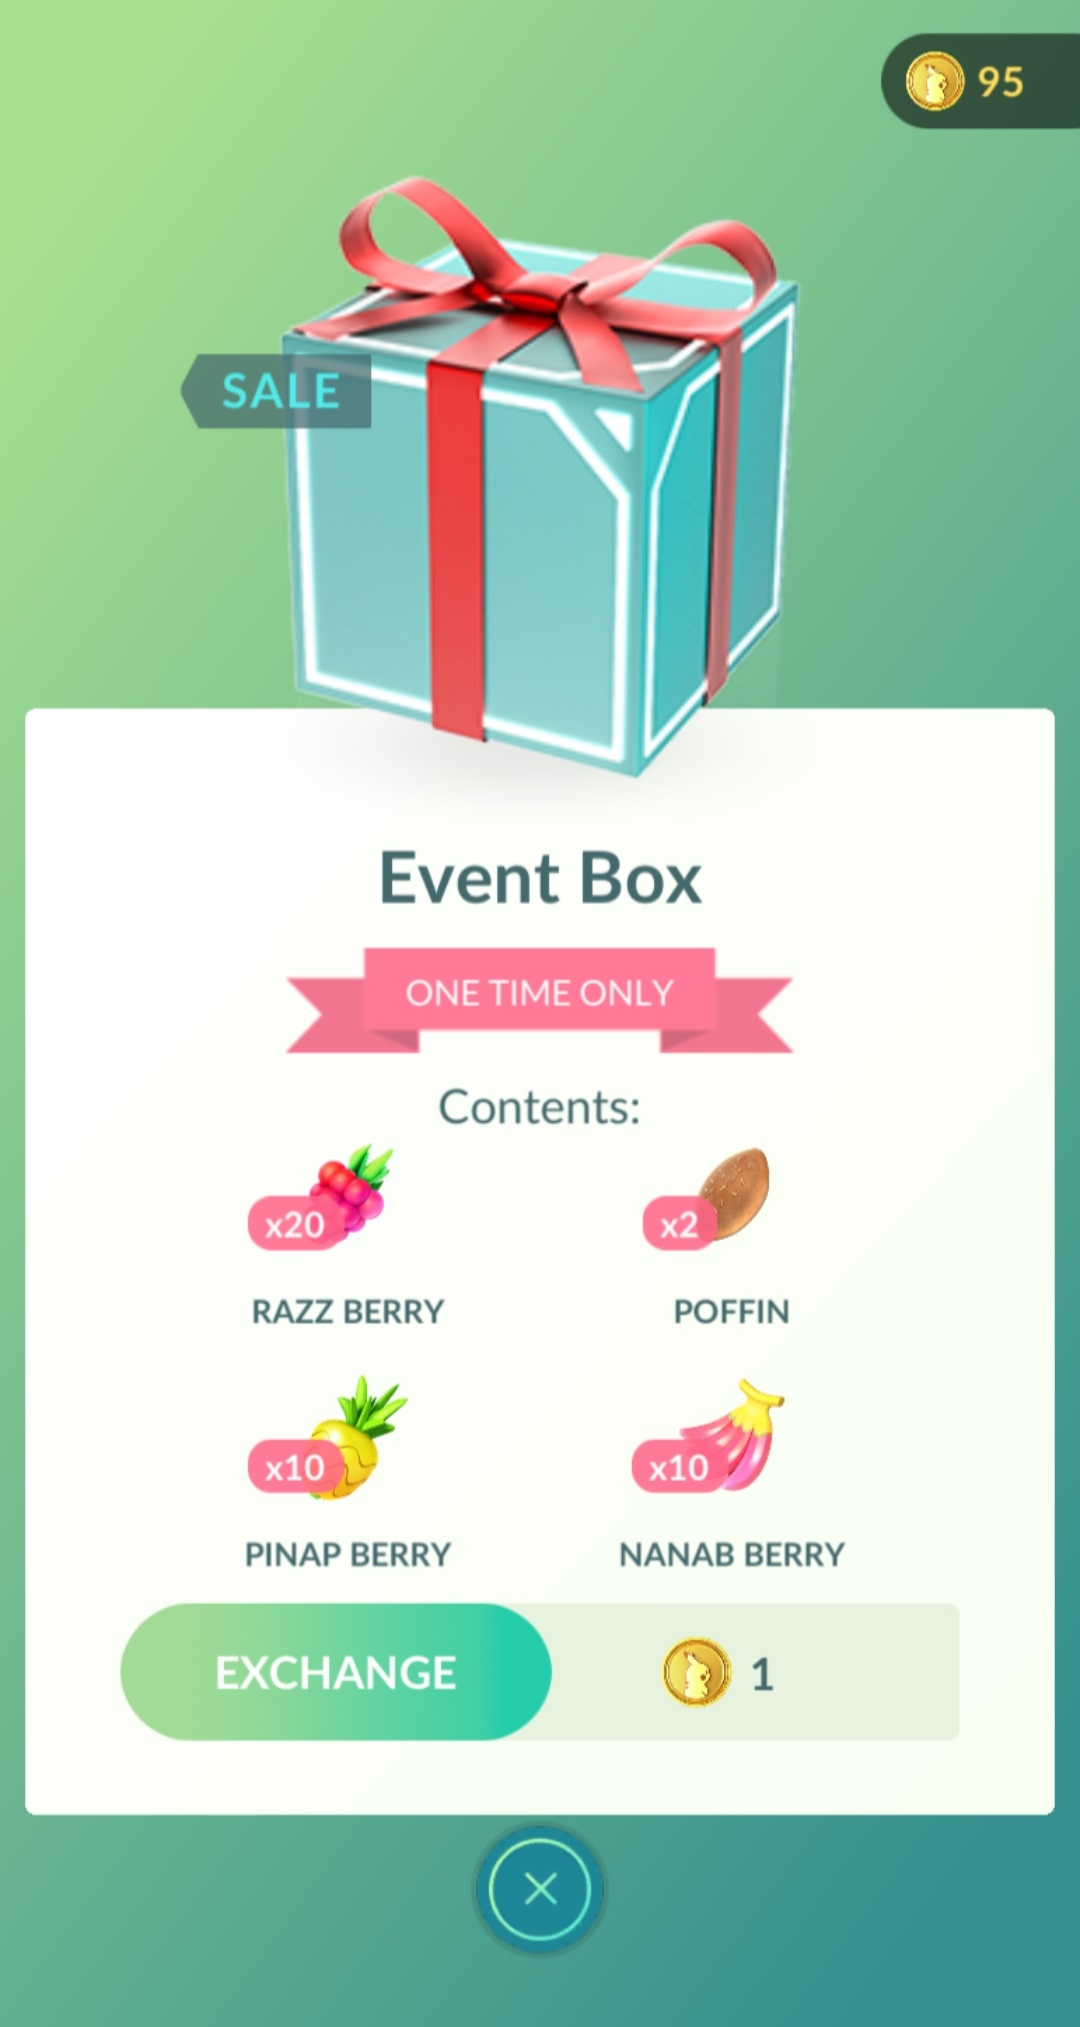 95
SALE
Event Box
ONE TIME ONLY
Contents:
x20
x2
RAZZ BERRY
POFFIN
x10
x10
PINAP BERRY
NANAB BERRY
EXCHANGE
1